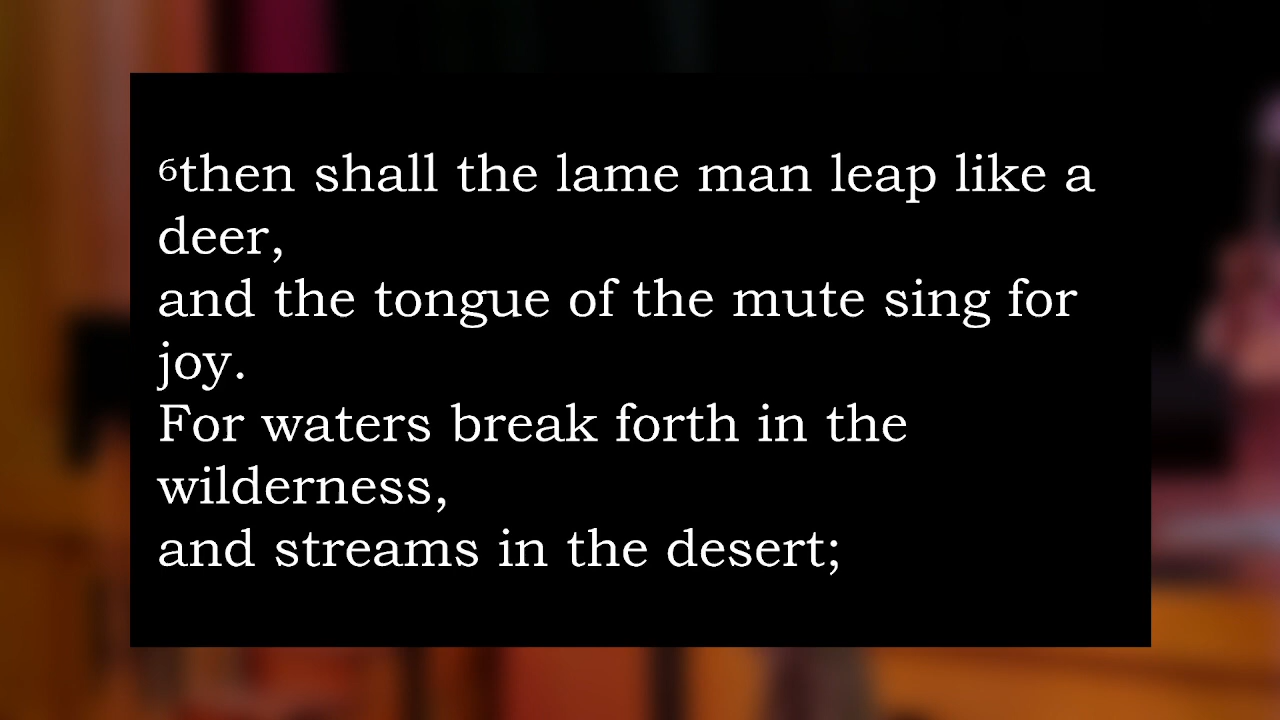 ⁶then shall the lame man leap like a
deer,
and the tongue of the mute sing for
joy.
For waters break forth in the
wilderness,
and streams in the desert;